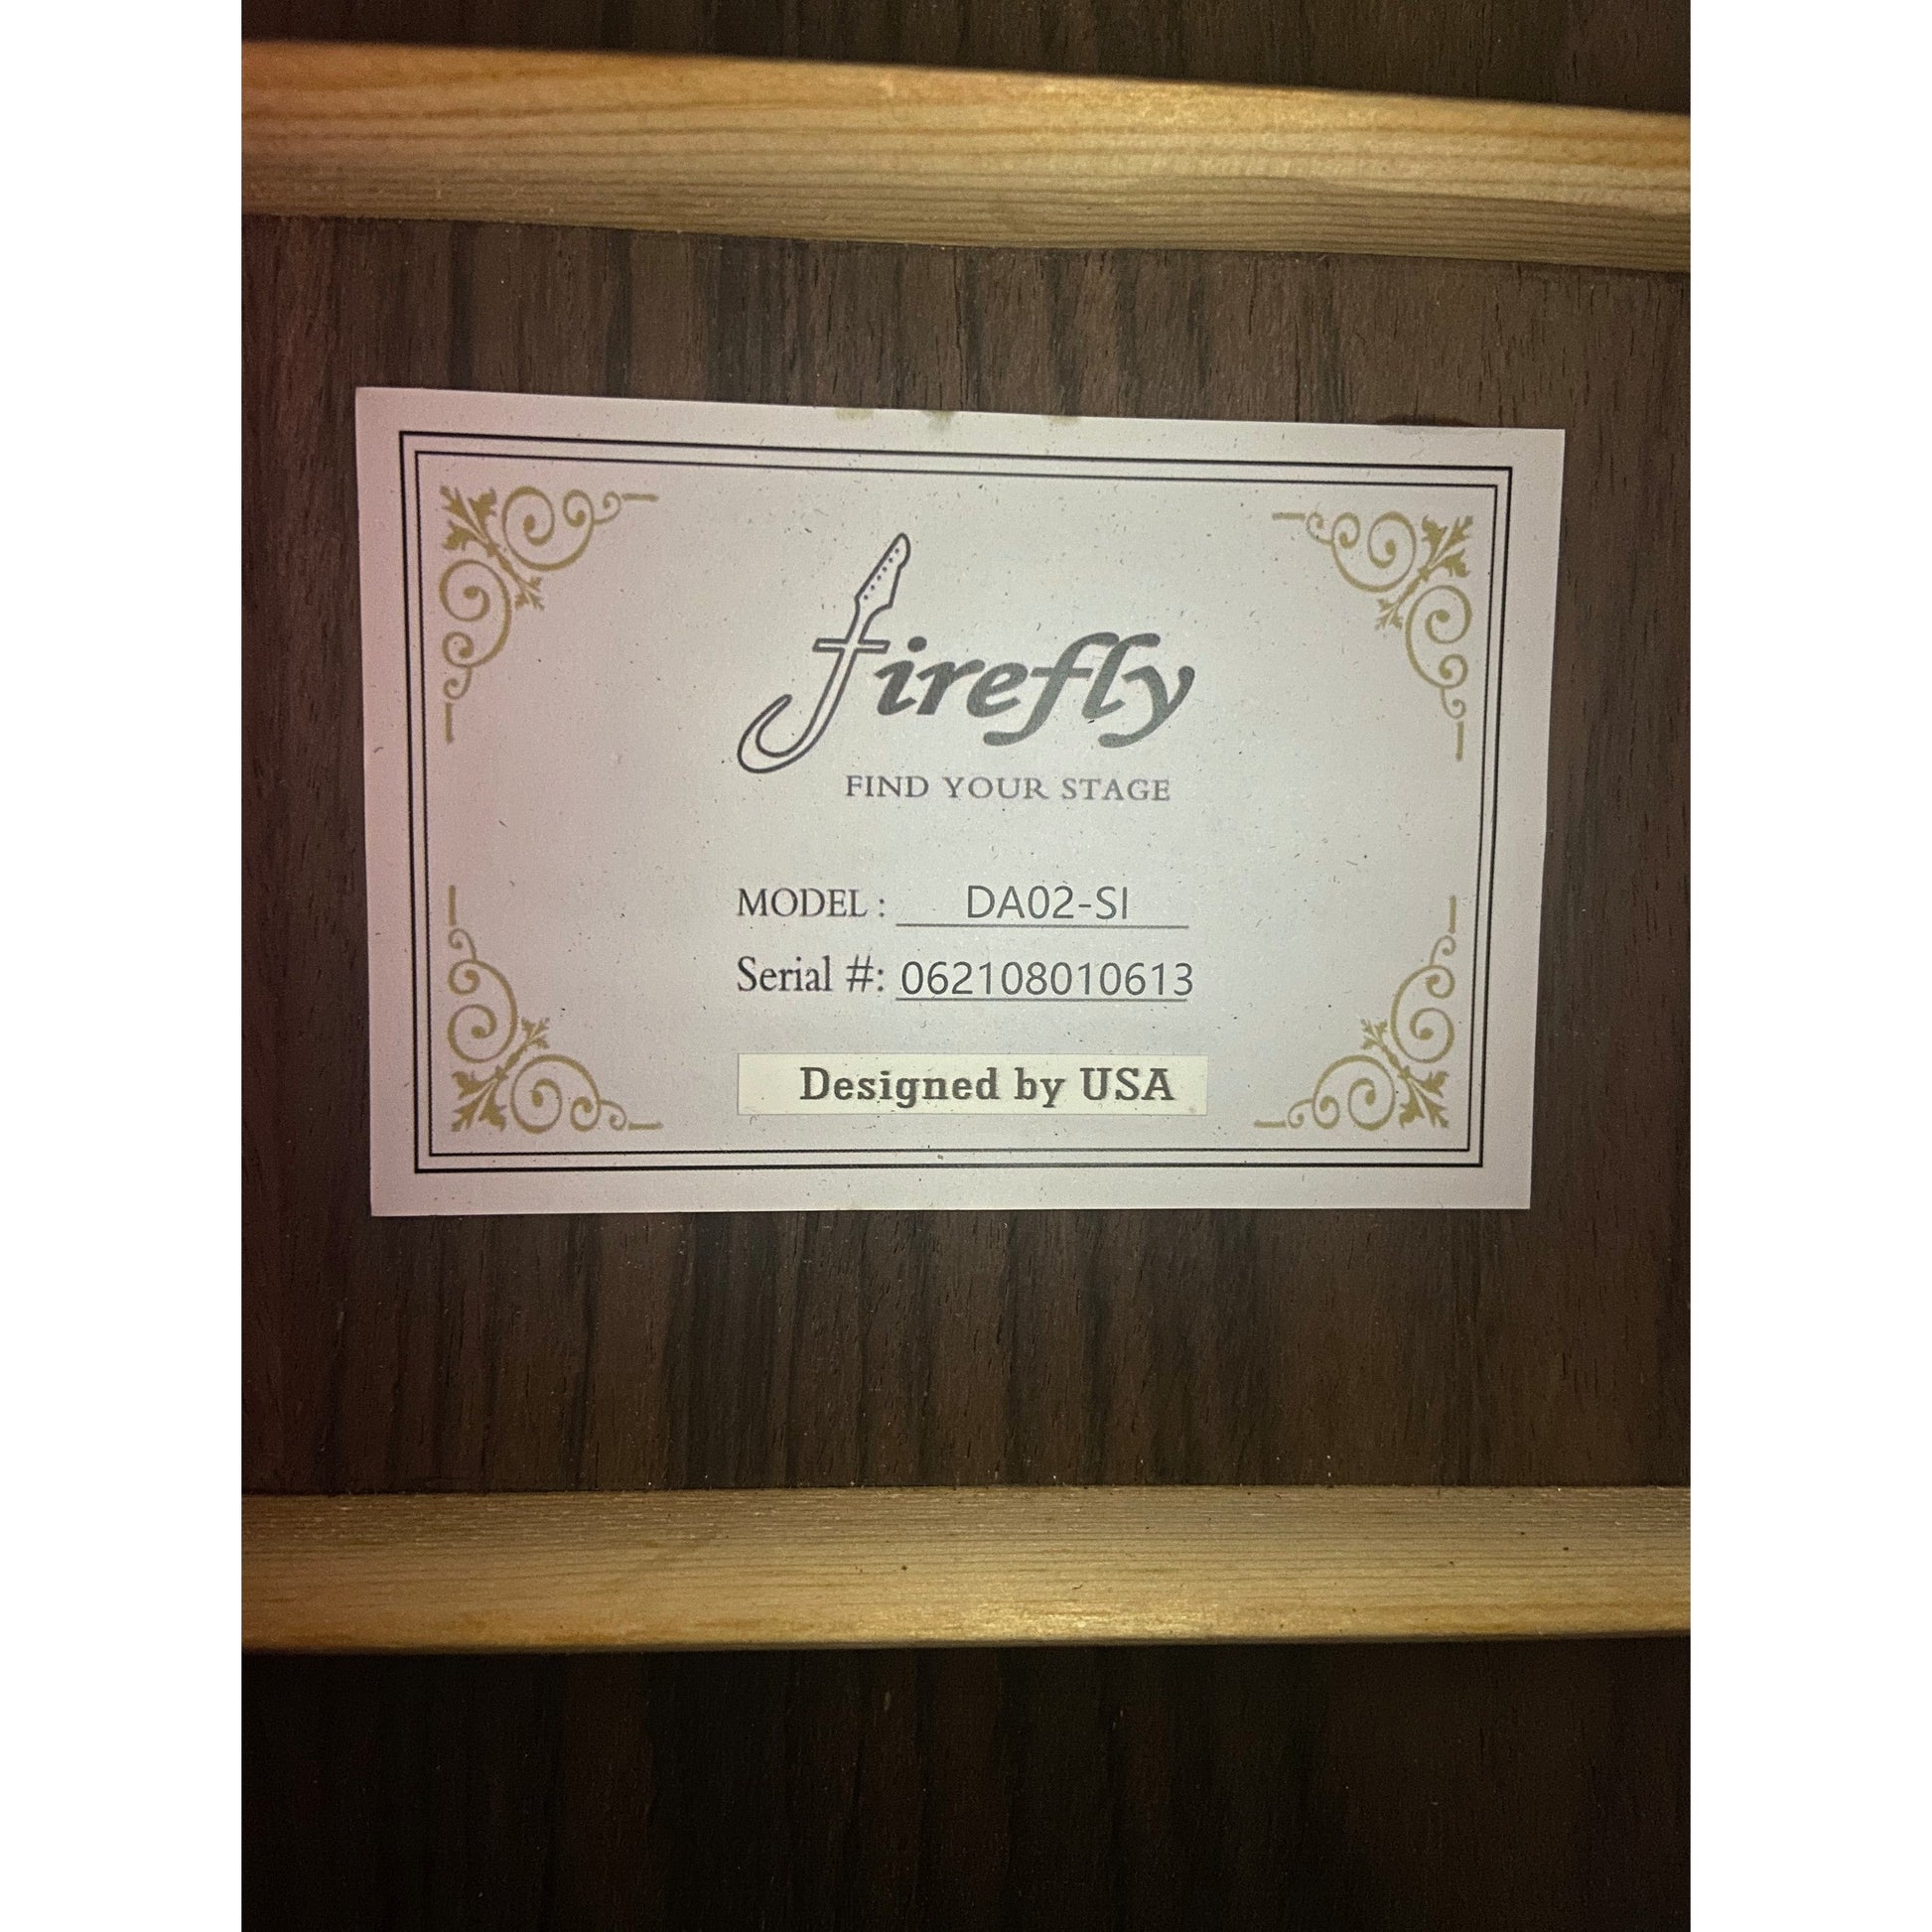 firefly
FIND YOUR STAGE
MODEL : DA02-SI
Serial #: 062108010613
Designed by USA